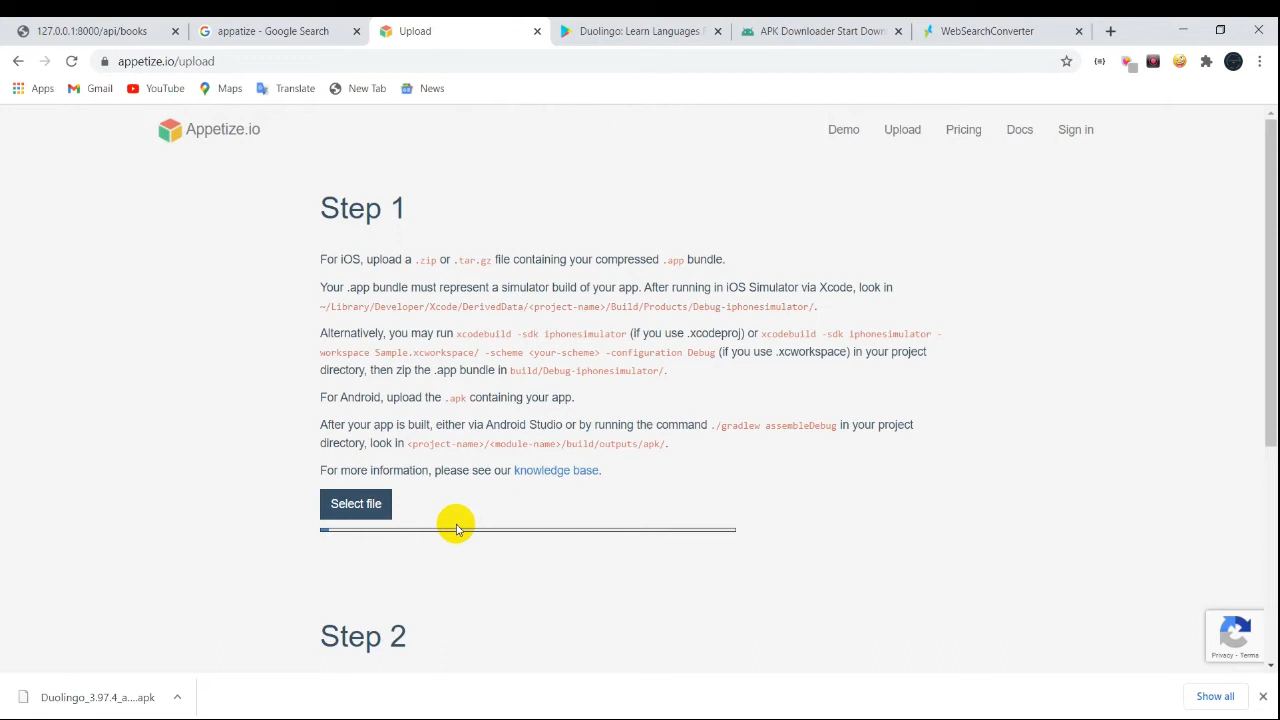 127.0.0.1:8000/api/books
appetize - Google Search
Upload
Duolingo: Learn Languages F
APK Downloader Start Down
WebSearchConverter
appetize.io/upload
Apps
Gmail
YouTube
Maps
Translate
New Tab
News
Appetize.io
Demo
Upload
Pricing
Docs
Sign in
Step 1
For iOS, upload a .zip or .tar.gz file containing your compressed .app bundle.
Your .app bundle must represent a simulator build of your app. After running in iOS Simulator via Xcode, look in
~/Library/Developer/Xcode/DerivedData/<project-name>/Build/Products/Debug-iphonesimulator/.
Alternatively, you may run xcodebuild -sdk iphonesimulator (if you use .xcodeproj) or xcodebuild -sdk iphonesimulator -
workspace Sample.xcworkspace/ -scheme <your-scheme> -configuration Debug (if you use .xcworkspace) in your project
directory, then zip the .app bundle in build/Debug-iphonesimulator/.
For Android, upload the .apk containing your app.
After your app is built, either via Android Studio or by running the command ./gradlew assembleDebug in your project
directory, look in <project-name>/<module-name>/build/outputs/apk/.
For more information, please see our knowledge base.
Select file
Step 2
Privacy - Terms
Duolingo_3.97.4_a....apk
Show all